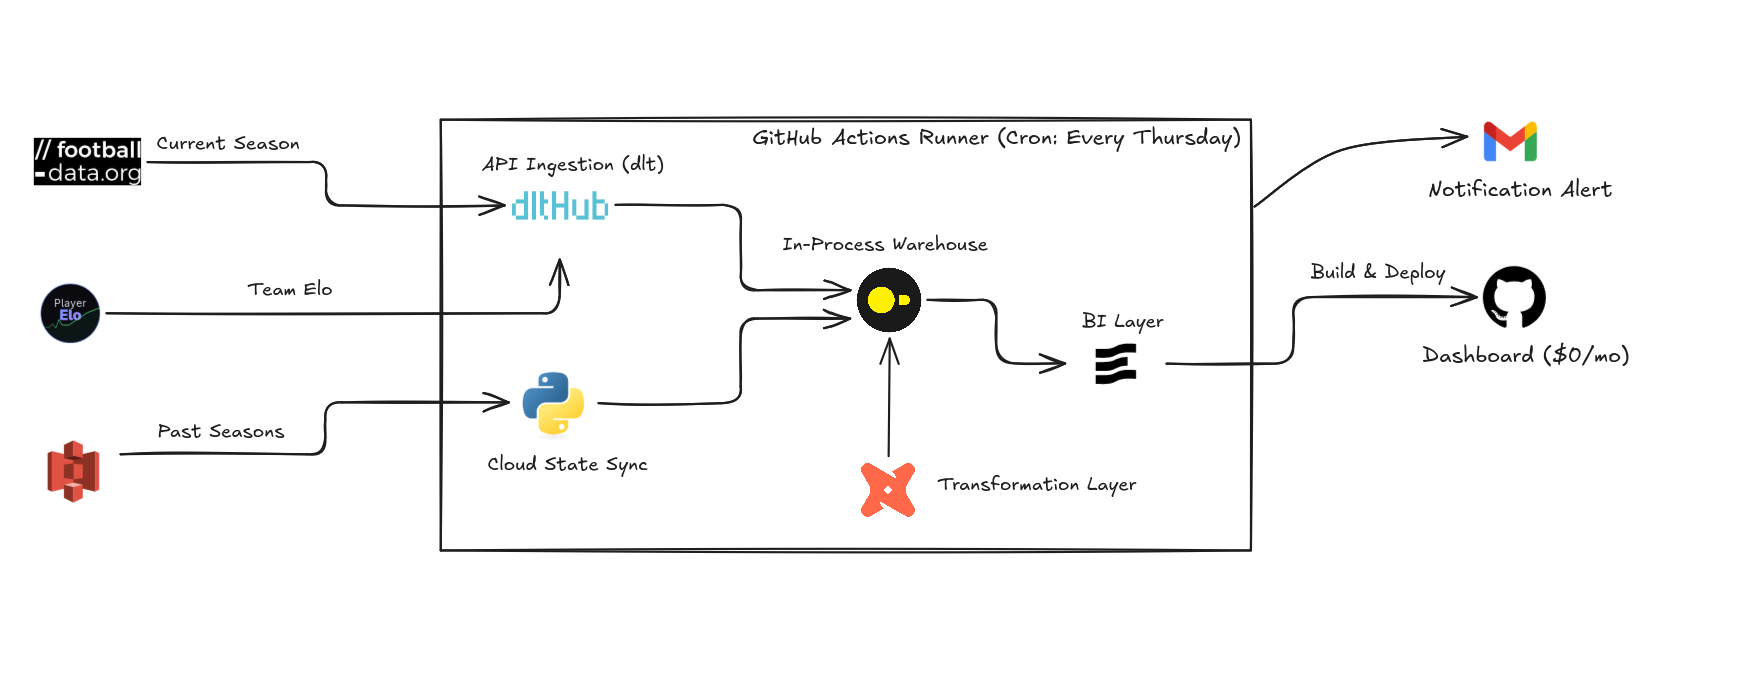 GitHub Actions Runner (Cron: Every Thursday)
// football
-data.org
Current Season
API Ingestion (dlt)
dltHub
Notification Alert
In-Process Warehouse
Player
Elo
Team Elo
Build & Deploy
BI Layer
Dashboard ($0/mo)
Past Seasons
Cloud State Sync
Transformation Layer